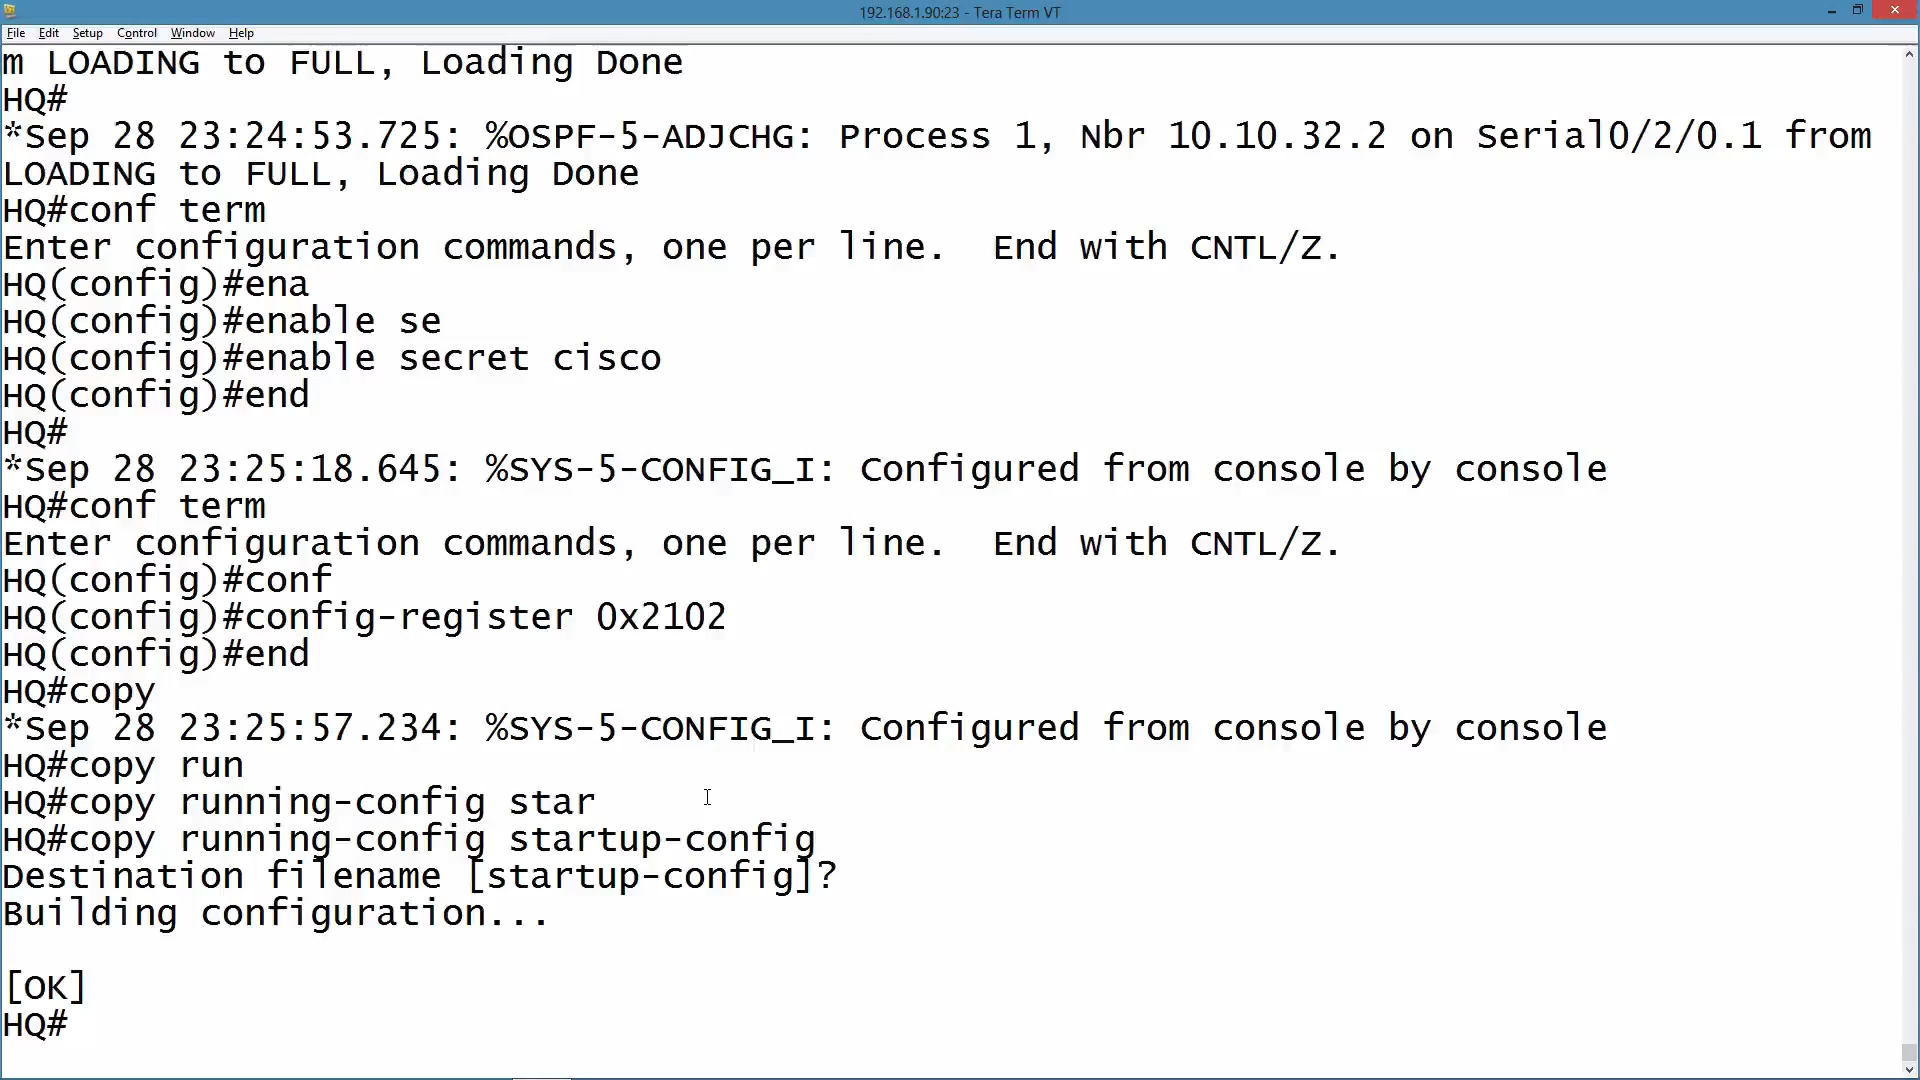 192.168.1.90:23 - Tera Term VT
File Edit Setup Control Window Help
m LOADING to FULL, Loading Done
HQ#
*Sep 28 23:24:53.725: %OSPF-5-ADJCHG: Process 1, Nbr 10.10.32.2 on Serial0/2/0.1 from
LOADING to FULL, Loading Done
HQ#conf term
Enter configuration commands, one per line.  End with CNTL/Z.
HQ(config)#ena
HQ(config)#enable se
HQ(config)#enable secret cisco
HQ(config)#end
HQ#
*Sep 28 23:25:18.645: %SYS-5-CONFIG_I: Configured from console by console
HQ#conf term
Enter configuration commands, one per line.  End with CNTL/Z.
HQ(config)#conf
HQ(config)#config-register 0x2102
HQ(config)#end
HQ#copy
*Sep 28 23:25:57.234: %SYS-5-CONFIG_I: Configured from console by console
HQ#copy run
HQ#copy running-config star
HQ#copy running-config startup-config
Destination filename [startup-config]?
Building configuration...
[OK]
HQ#